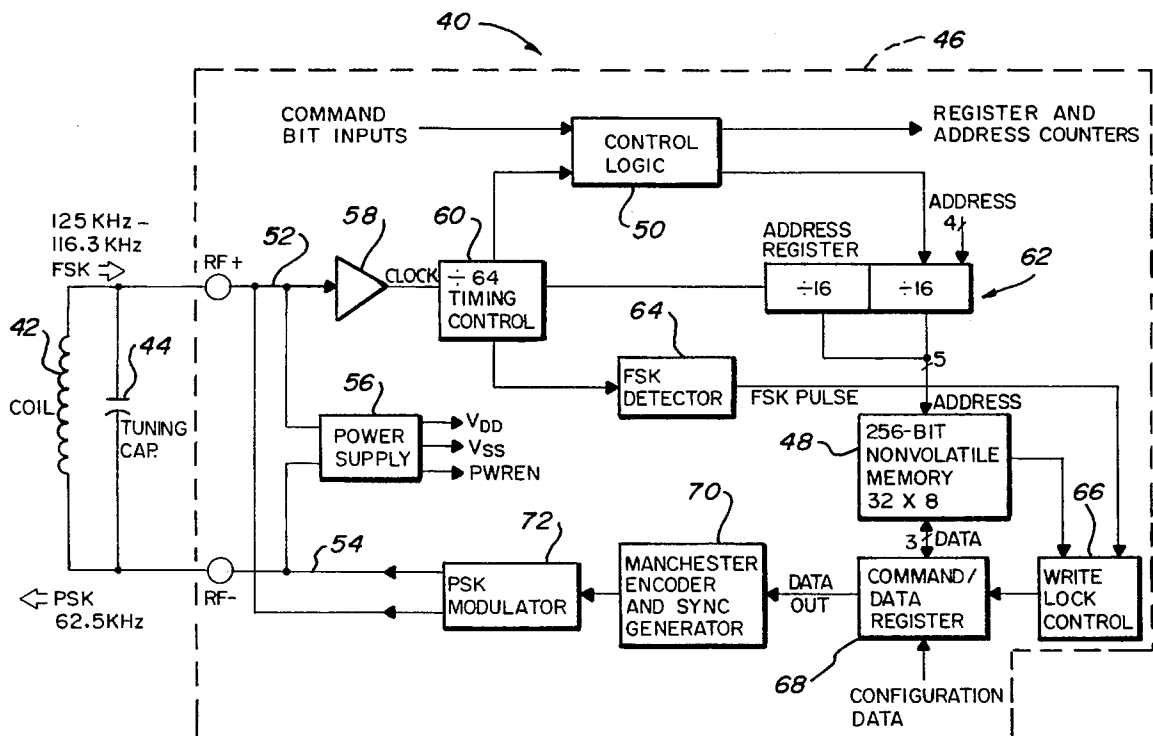 40
46
COMMAND
BIT INPUTS
CONTROL
LOGIC
50
REGISTER AND
ADDRESS COUNTERS
125 KHz-
116.3 KHz
FSK ⇒
RF+
52
58
CLOCK
60
÷ 64
TIMING
CONTROL
ADDRESS
REGISTER
ADDRESS
4
÷16
÷16
62
64
FSK
DETECTOR
FSK PULSE
5
ADDRESS
42
COIL
44
TUNING
CAP.
56
POWER
SUPPLY
VDD
VSS
PWREN
48
256-BIT
NONVOLATILE
MEMORY
32 X 8
66
WRITE
LOCK
CONTROL
3
DATA
COMMAND/
DATA
REGISTER
68
DATA
OUT
70
MANCHESTER
ENCODER
AND SYNC
GENERATOR
72
PSK
MODULATOR
54
RF-
⇐ PSK
62.5KHz
CONFIGURATION
DATA